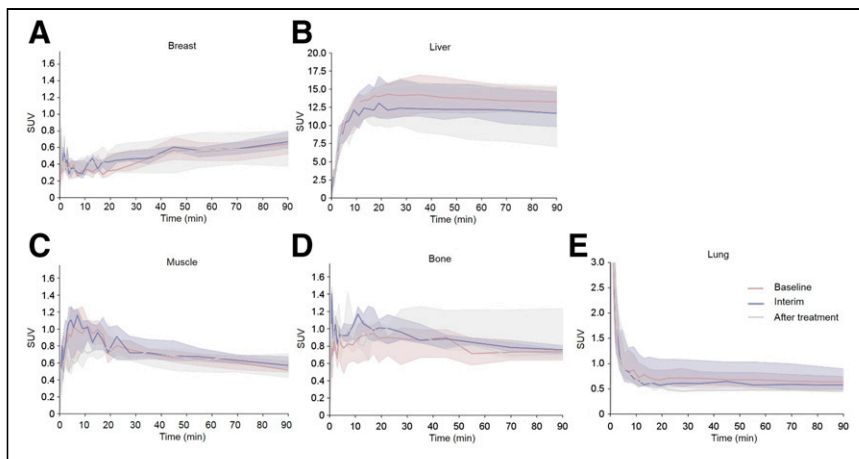 A
Breast
1.6
1.4
1.2
1.0
0.8
0.6
0.4
0.2
0
SUV
0 10 20 30 40 50 60 70 80 90
Time (min)
B
Liver
20.0
17.5
15.0
12.5
10.0
7.5
5.0
2.5
0
SUV
0 10 20 30 40 50 60 70 80 90
Time (min)
C
Muscle
1.6
1.4
1.2
1.0
0.8
0.6
0.4
0.2
0
SUV
0 10 20 30 40 50 60 70 80 90
Time (min)
D
Bone
1.6
1.4
1.2
1.0
0.8
0.6
0.4
0.2
0
SUV
0 10 20 30 40 50 60 70 80 90
Time (min)
E
Lung
3.0
2.5
2.0
1.5
1.0
0.5
0
SUV
0 10 20 30 40 50 60 70 80 90
Time (min)
Baseline
Interim
After treatment